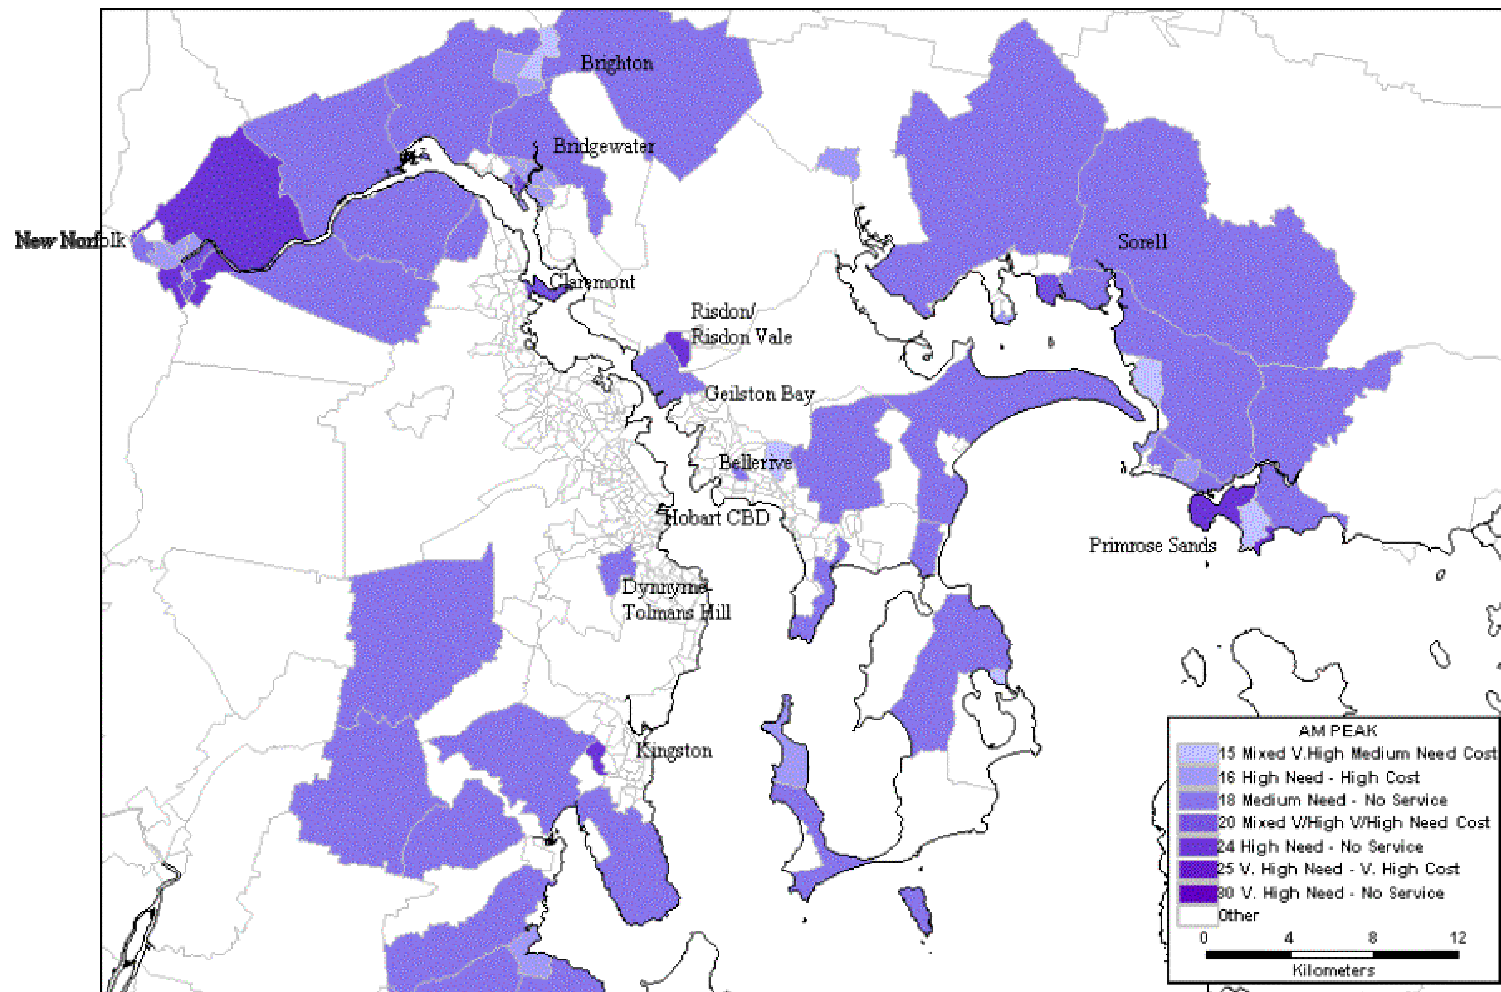 Brighton
Bridgewater
New Norfolk
Sorell
Claremont
Risdon/
Risdon Vale
Geilston Bay
Bellerive
Hobart CBD
Primrose Sands
Dynnyrne-
Tolmans Hill
Kingston
AM PEAK
15 Mixed V.High Medium Need Cost
16 High Need - High Cost
18 Medium Need - No Service
20 Mixed V/High V/High Need Cost
24 High Need - No Service
25 V. High Need - V. High Cost
30 V. High Need - No Service
Other
0 4 8 12
Kilometers